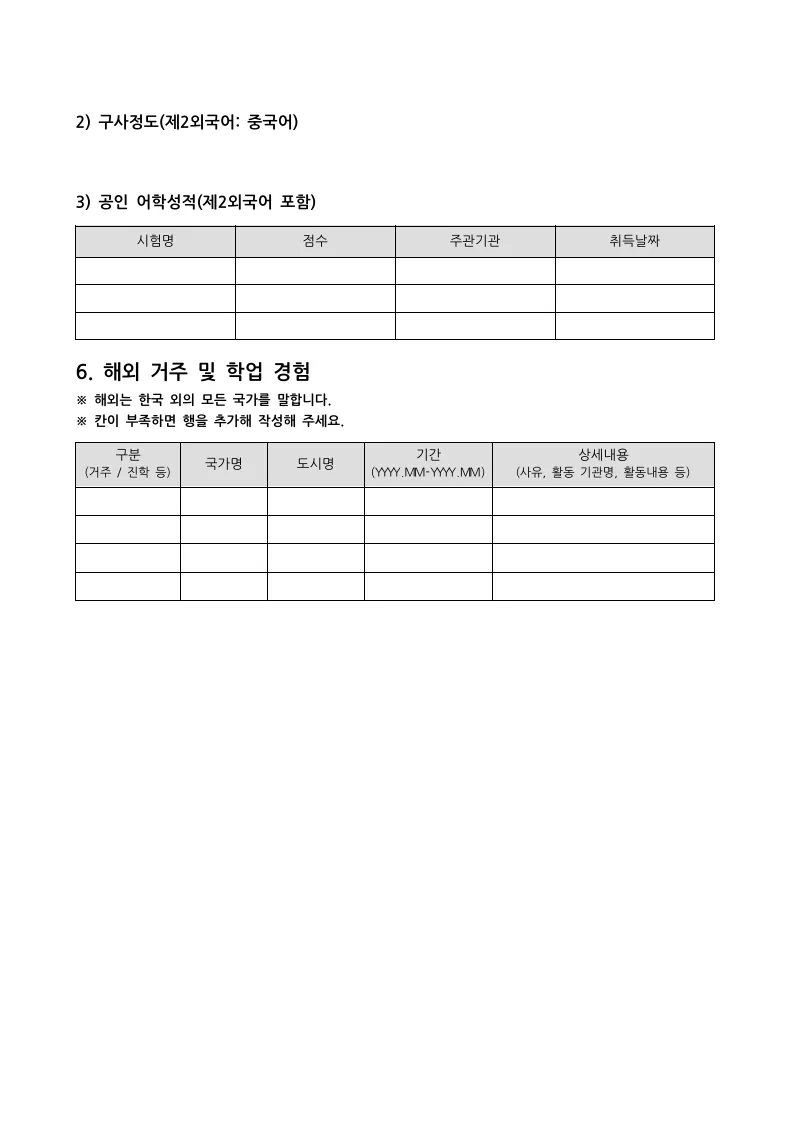 2) 구사정도(제2외국어: 중국어)
3) 공인 어학성적(제2외국어 포함)
시험명 점수 주관기관 취득날짜
6. 해외 거주 및 학업 경험
※ 해외는 한국 외의 모든 국가를 말합니다.
※ 칸이 부족하면 행을 추가해 작성해 주세요.
구분 국가명 도시명 기간 상세내용
(거주 / 진학 등) (YYYY.MM-YYYY.MM) (사유, 활동 기관명, 활동내용 등)